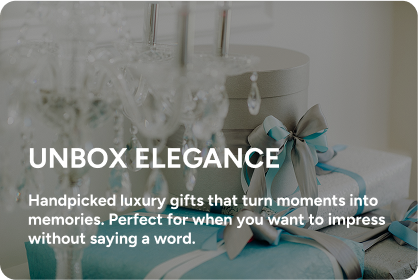 UNBOX ELEGANCE
Handpicked luxury gifts that turn moments into
memories. Perfect for when you want to impress
without saying a word.